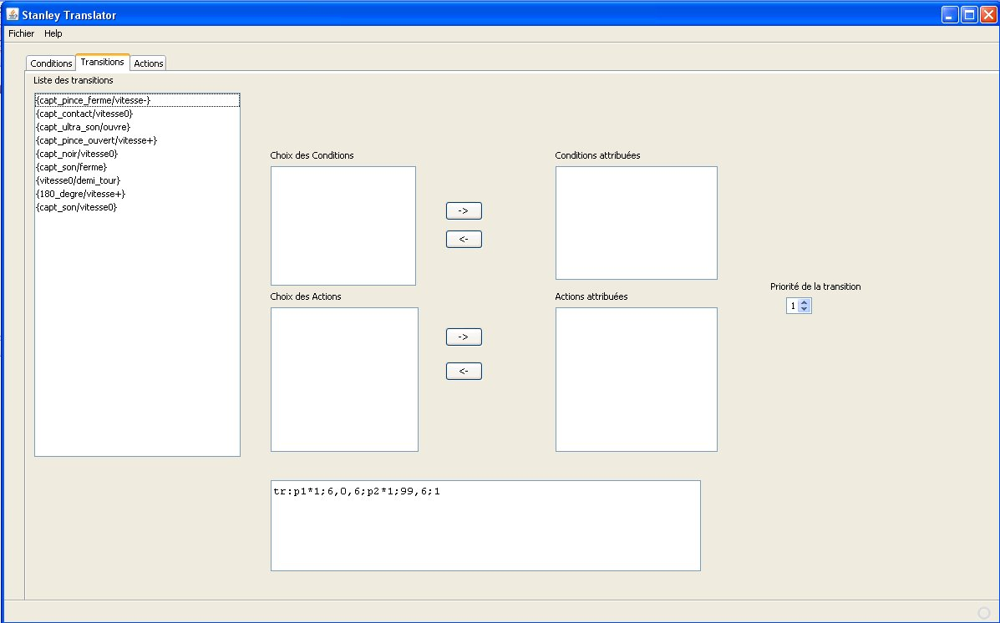 Stanley Translator
Fichier Help
Conditions Transitions Actions
Liste des transitions
{capt_pince_ferme/vitesse-}
{capt_contact/vitesse0}
{capt_ultra_son/ouvre}
{capt_pince_ouvert/vitesse+}
{capt_noir/vitesse0}
{capt_son/ferme}
{vitesse0/demi_tour}
{180_degre/vitesse+}
{capt_son/vitesse0}
Choix des Conditions
Conditions attribuées
->
<-
Choix des Actions
Actions attribuées
->
<-
Priorité de la transition
1
tr:p1*1;6,0,6;p2*1;99,6;1